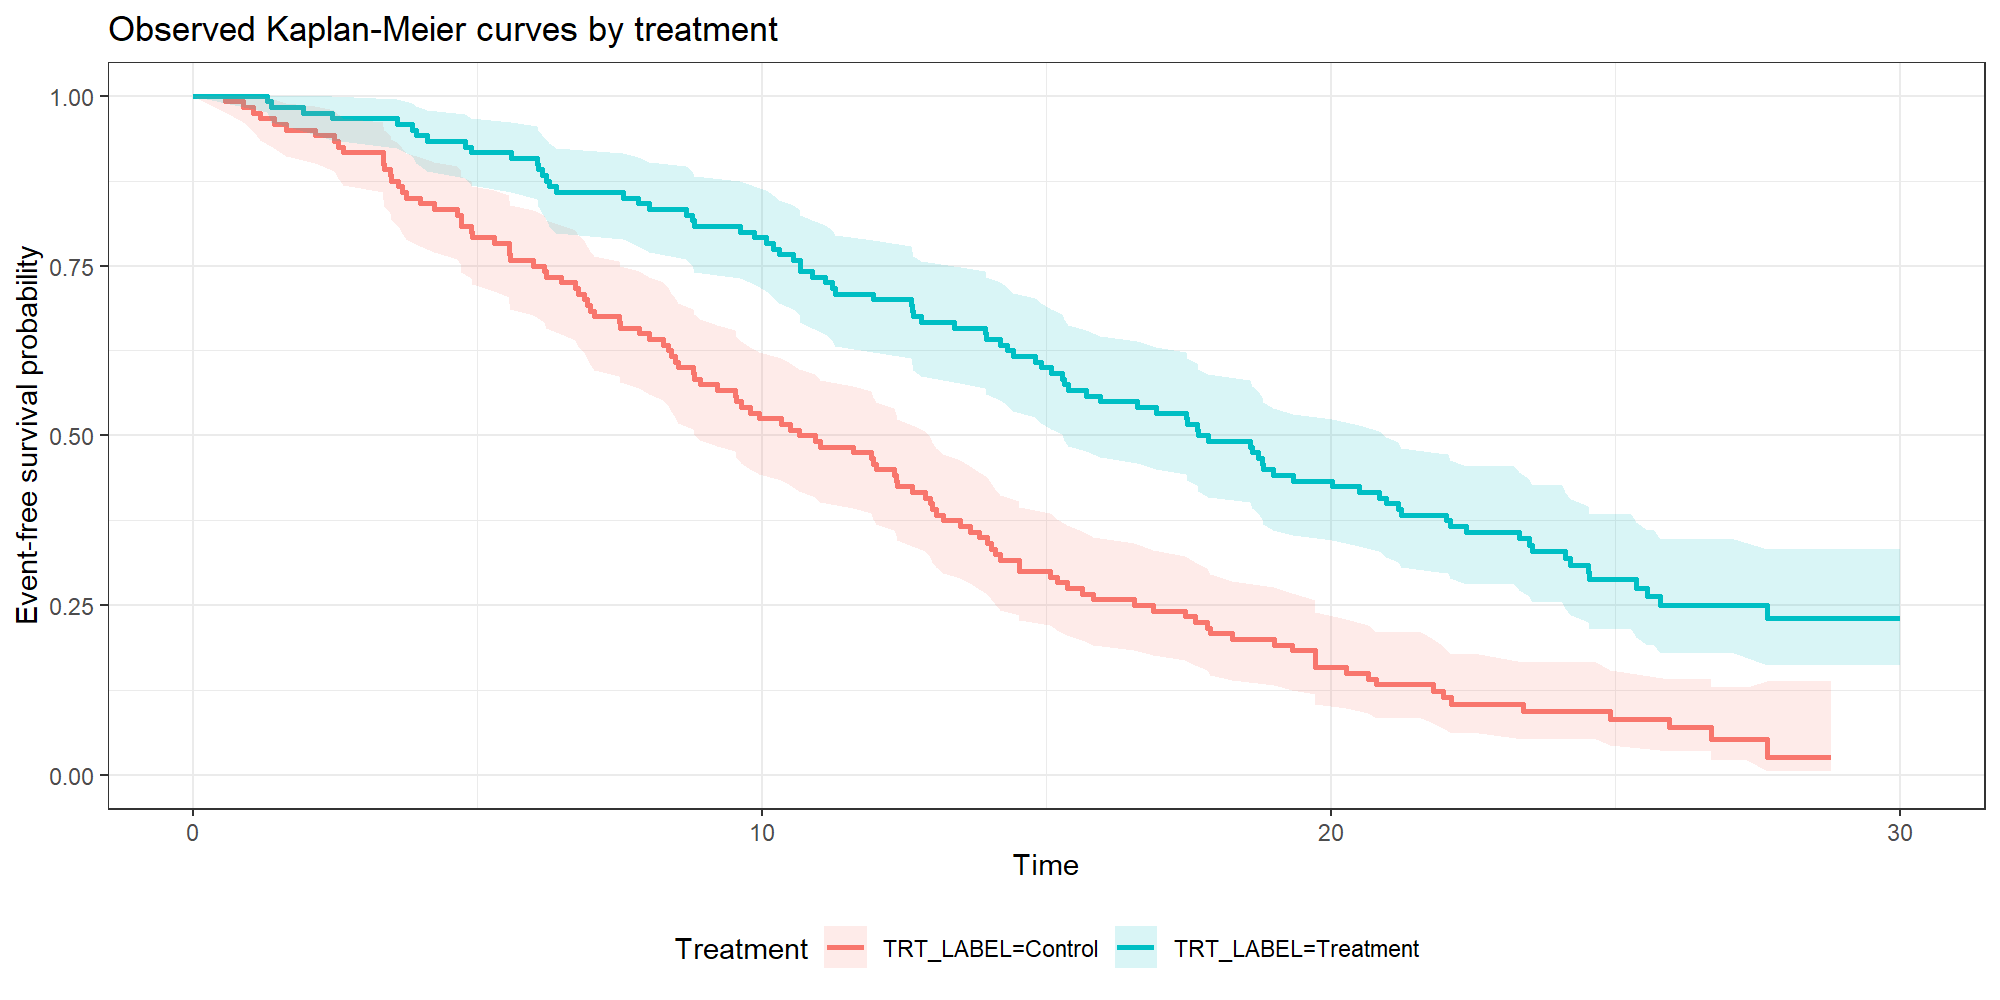 Observed Kaplan-Meier curves by treatment
Event-free survival probability
1.00
0.75
0.50
0.25
0.00
0 10 20 30
Time
Treatment TRT_LABEL=Control TRT_LABEL=Treatment